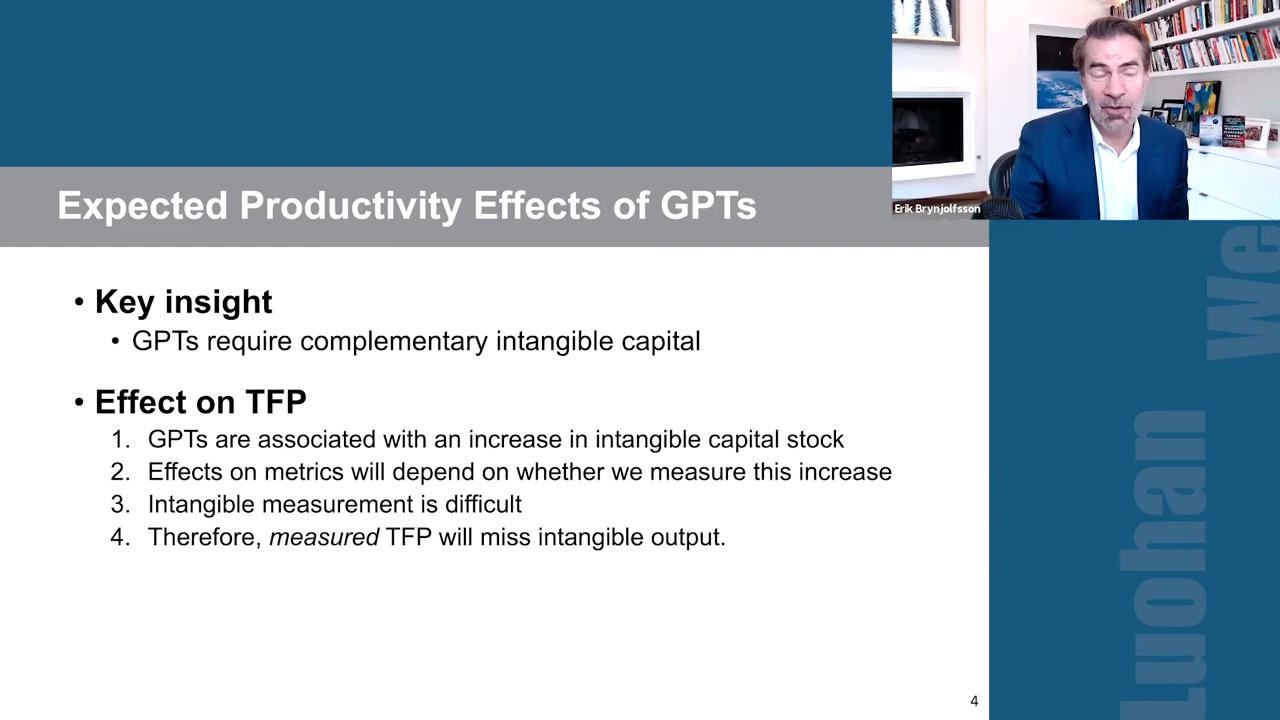 Erik Brynjolfsson
Expected Productivity Effects of GPTs
• Key insight
• GPTs require complementary intangible capital
• Effect on TFP
1. GPTs are associated with an increase in intangible capital stock
2. Effects on metrics will depend on whether we measure this increase
3. Intangible measurement is difficult
4. Therefore, measured TFP will miss intangible output.
4
Luohan
We